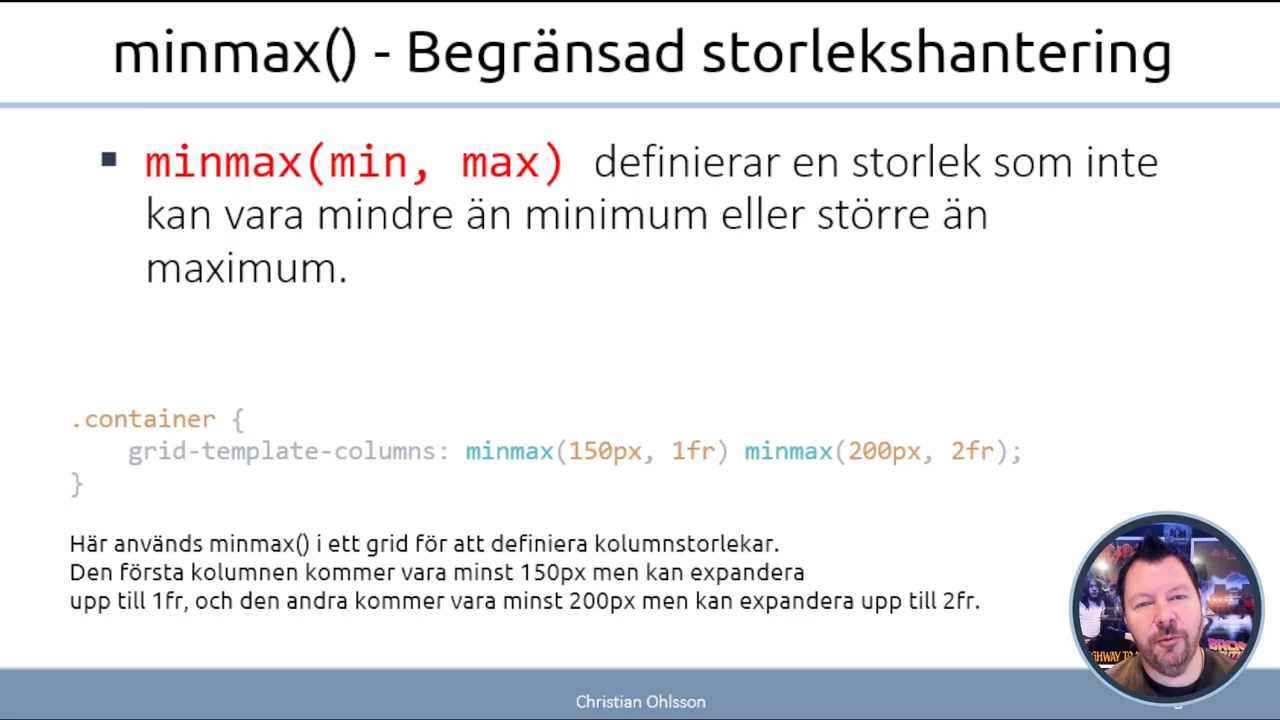 minmax() - Begränsad storlekshantering
minmax(min, max) definierar en storlek som inte
kan vara mindre än minimum eller större än
maximum.
.container {
grid-template-columns: minmax(150px, 1fr) minmax(200px, 2fr);
}
Här används minmax() i ett grid för att definiera kolumnstorlekar.
Den första kolumnen kommer vara minst 150px men kan expandera
upp till 1fr, och den andra kommer vara minst 200px men kan expandera upp till 2fr.
Christian Ohlsson